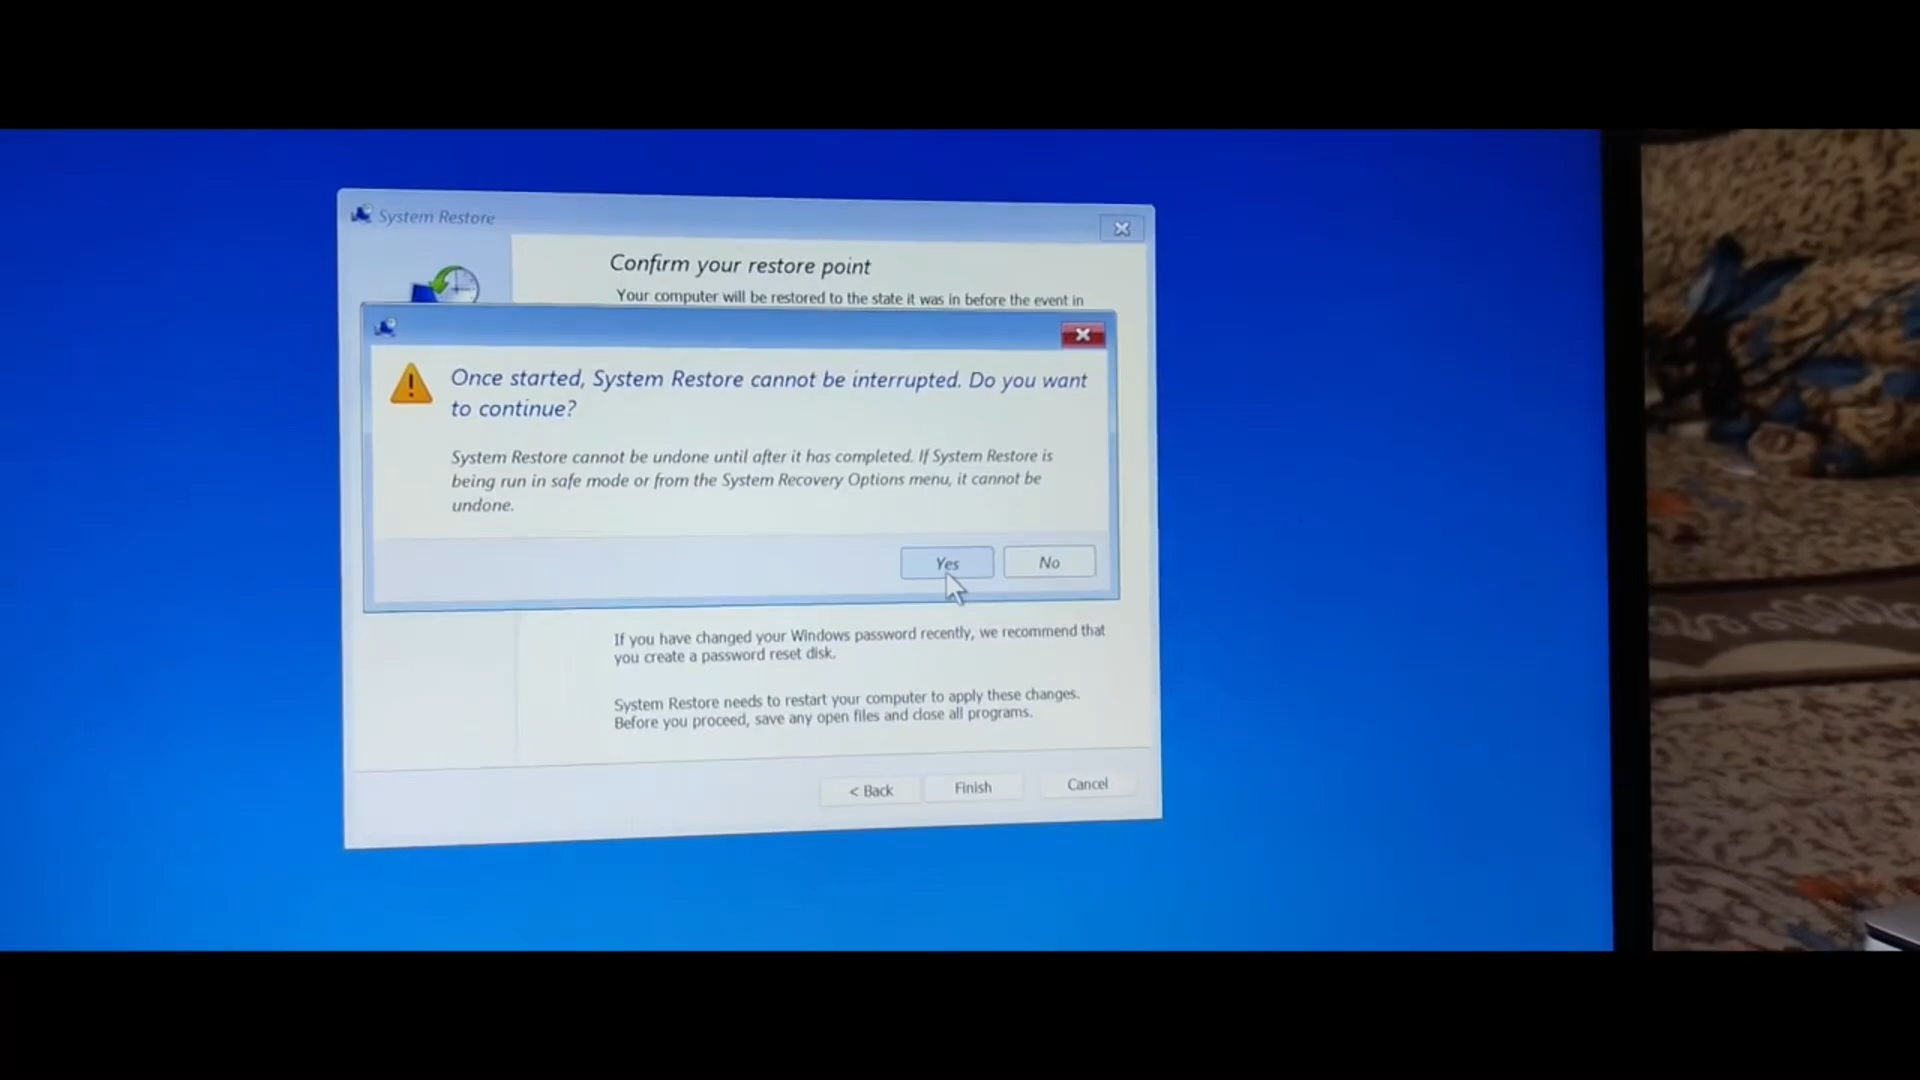 System Restore
Confirm your restore point
Your computer will be restored to the state it was in before the event in
Once started, System Restore cannot be interrupted. Do you want
to continue?
System Restore cannot be undone until after it has completed. If System Restore is
being run in safe mode or from the System Recovery Options menu, it cannot be
undone.
Yes
No
If you have changed your Windows password recently, we recommend that
you create a password reset disk.
System Restore needs to restart your computer to apply these changes.
Before you proceed, save any open files and close all programs.
< Back
Finish
Cancel